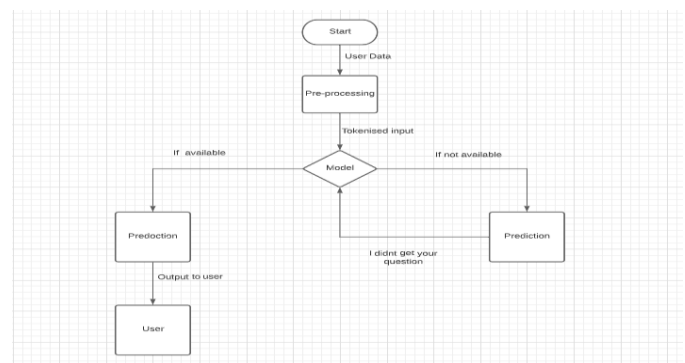 Start
User Data
Pre-processing
Tokenised input
If available
Model
If not available
Predoction
Prediction
I didnt get your
question
Output to user
User